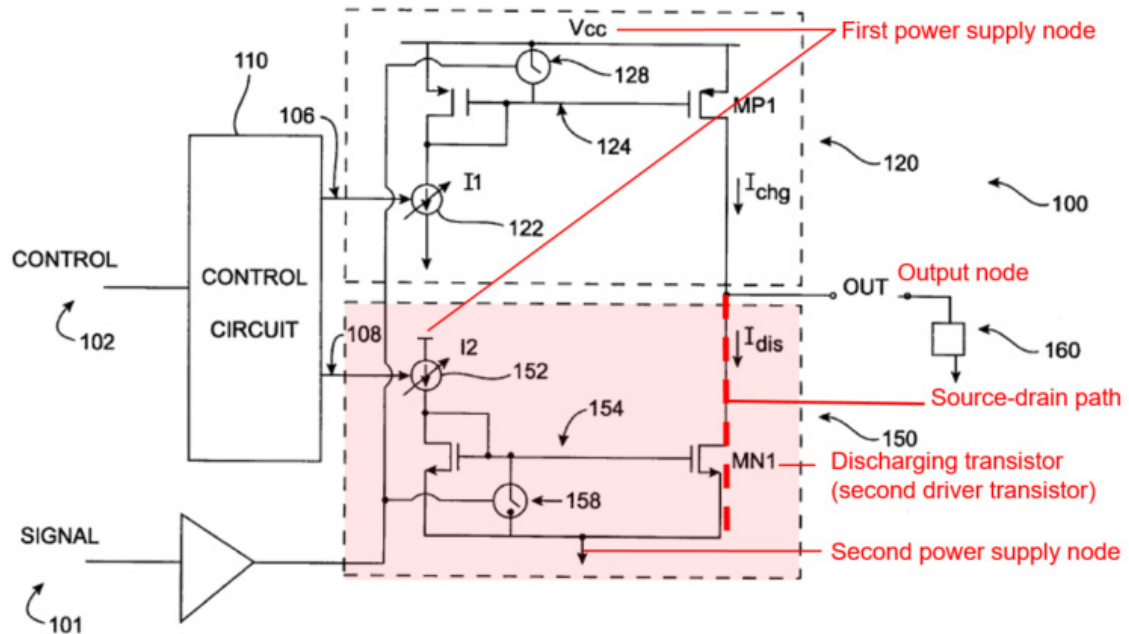 Vcc
First power supply node
110
128
106
MP1
124
120
I1
Ichg
100
122
CONTROL
CONTROL
CIRCUIT
OUT
Output node
102
108
I2
Idis
160
152
Source-drain path
154
150
MN1
Discharging transistor
(second driver transistor)
158
SIGNAL
Second power supply node
101